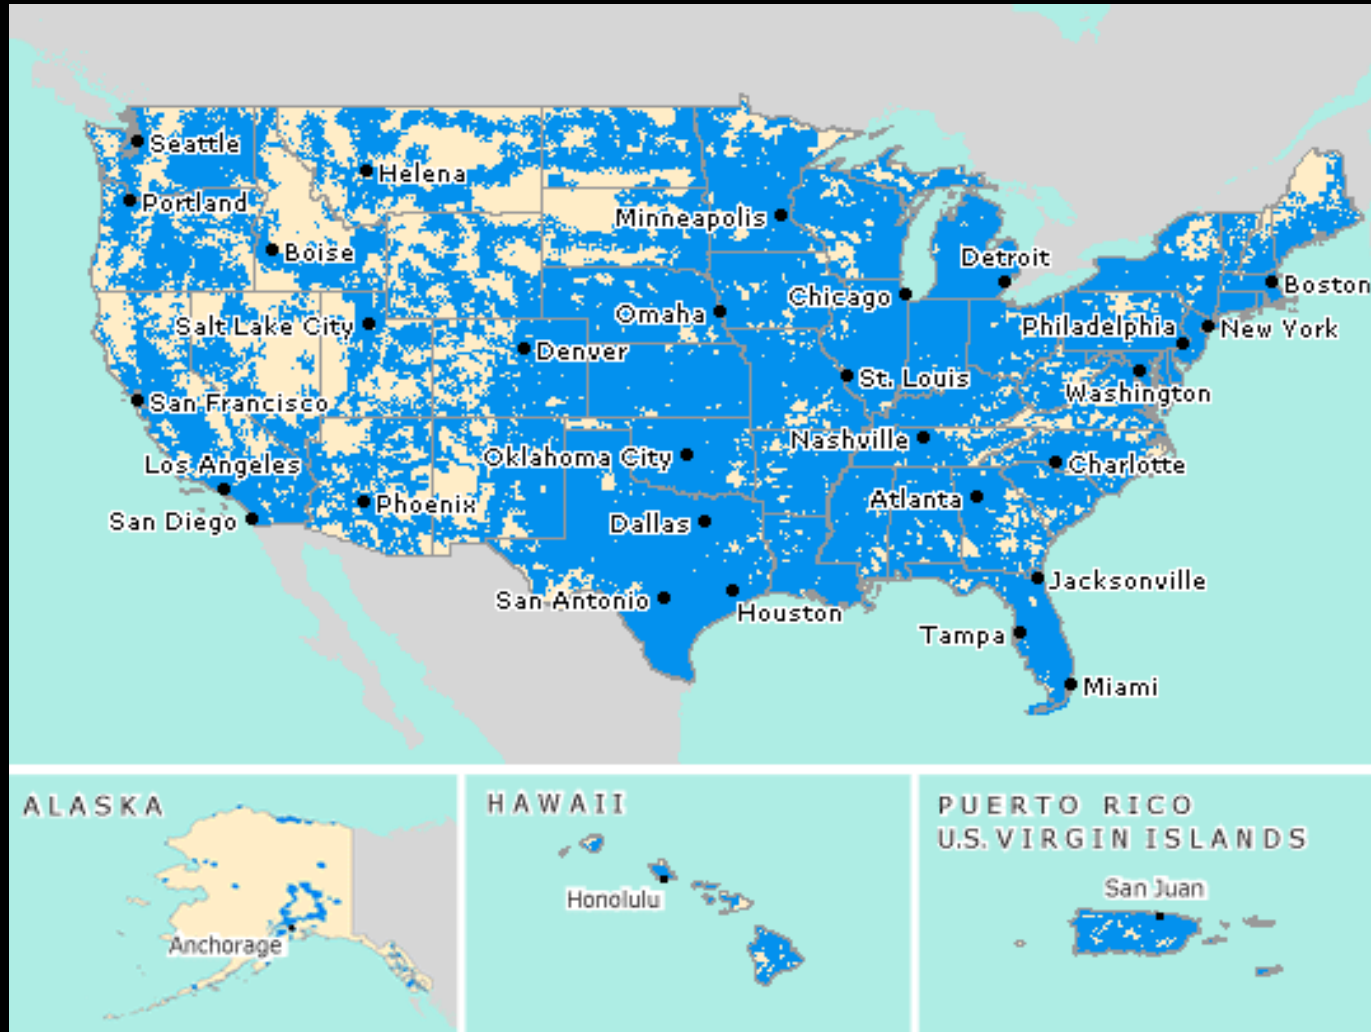 Seattle
Helena
Portland
Minneapolis
Boise
Detroit
Boston
Chicago
Omaha
Salt Lake City
Philadelphia
New York
Denver
St. Louis
Washington
San Francisco
Nashville
Oklahoma City
Charlotte
Los Angeles
Atlanta
Phoenix
San Diego
Dallas
Jacksonville
San Antonio
Houston
Tampa
Miami
ALASKA
Anchorage
HAWAII
Honolulu
PUERTO RICO
U.S. VIRGIN ISLANDS
San Juan